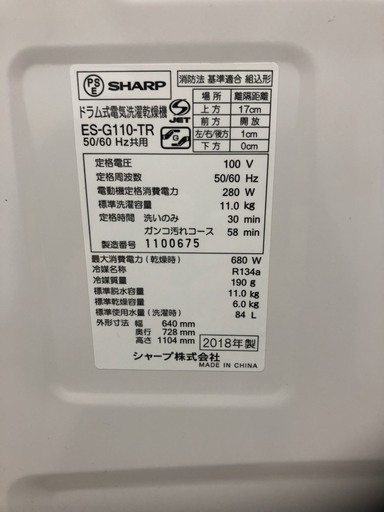 PS
E
SHARP
ドラム式電気洗濯乾燥機
ES-G110-TR
50/60 Hz共用
JET
G
消防法 基準適合 組込形
場所 離隔距離
上方 17cm
前方 開放
左/右/後方 1cm
下方 0cm
定格電圧 100 V
定格周波数 50/60 Hz
電動機定格消費電力 280 W
標準洗濯容量 11.0 kg
定格時間 洗いのみ 30 min
ガンコ汚れコース 58 min
製造番号 1100675
最大消費電力(乾燥時) 680 W
冷媒名称 R134a
冷媒質量 190 g
標準脱水容量 11.0 kg
標準乾燥容量 6.0 kg
標準使用水量(洗濯時) 84 L
外形寸法 幅 640 mm
奥行 728 mm
高さ 1104 mm
2018年製
シャープ株式会社
MADE IN CHINA